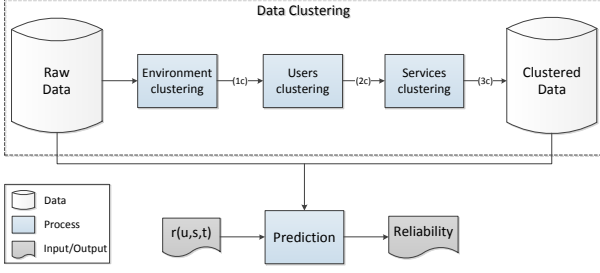 Data Clustering
Raw
Data
Environment
clustering
(1c)
Users
clustering
(2c)
Services
clustering
(3c)
Clustered
Data
Data
Process
Input/Output
r(u,s,t)
Prediction
Reliability